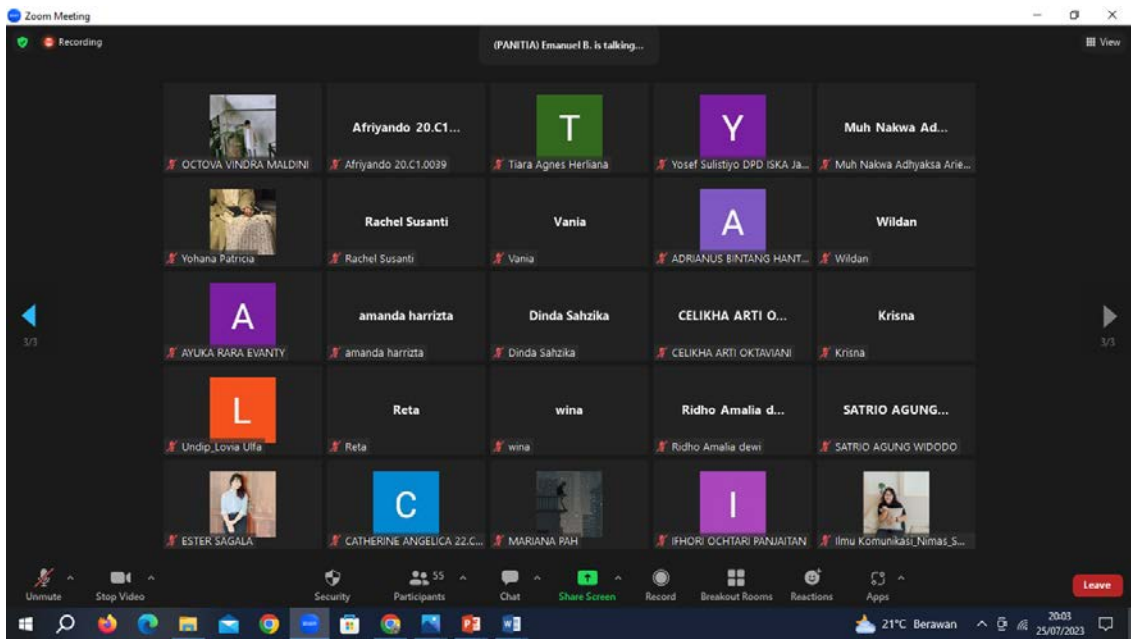 Zoom Meeting
Recording
(PANITIA) Emanuel B. is talking...
View
OCTOVA VINDRA MALDINI
Afriyando 20.C1...
Afriyando 20.C1.0039
T
Tiara Agnes Herliana
Y
Yosef Sulistiyo DPD ISKA Ja...
Muh Nakwa Ad...
Muh Nakwa Adhyaksa Arie...
Yohana Patricia
Rachel Susanti
Rachel Susanti
Vania
Vania
A
ADRIANUS BINTANG HANT...
Wildan
Wildan
3/3
A
AYUKA RARA EVANTY
amanda harrizta
amanda harrizta
Dinda Sahzika
Dinda Sahzika
CELIKHA ARTI O...
CELIKHA ARTI OKTAVIANI
Krisna
Krisna
3/3
L
Undip_Lovia Ulfa
Reta
Reta
wina
wina
Ridho Amalia d...
Ridho Amalia dewi
SATRIO AGUNG...
SATRIO AGUNG WIDODO
ESTER SAGALA
C
CATHERINE ANGELICA 22.C...
MARIANA PAH
I
IFHORI OCHTARI PANJAITAN
Ilmu Komunikasi_Nimas_S...
Unmute
Stop Video
Security
55
Participants
Chat
Share Screen
Record
Breakout Rooms
Reactions
Apps
Leave
21°C Berawan
20:03
25/07/2023